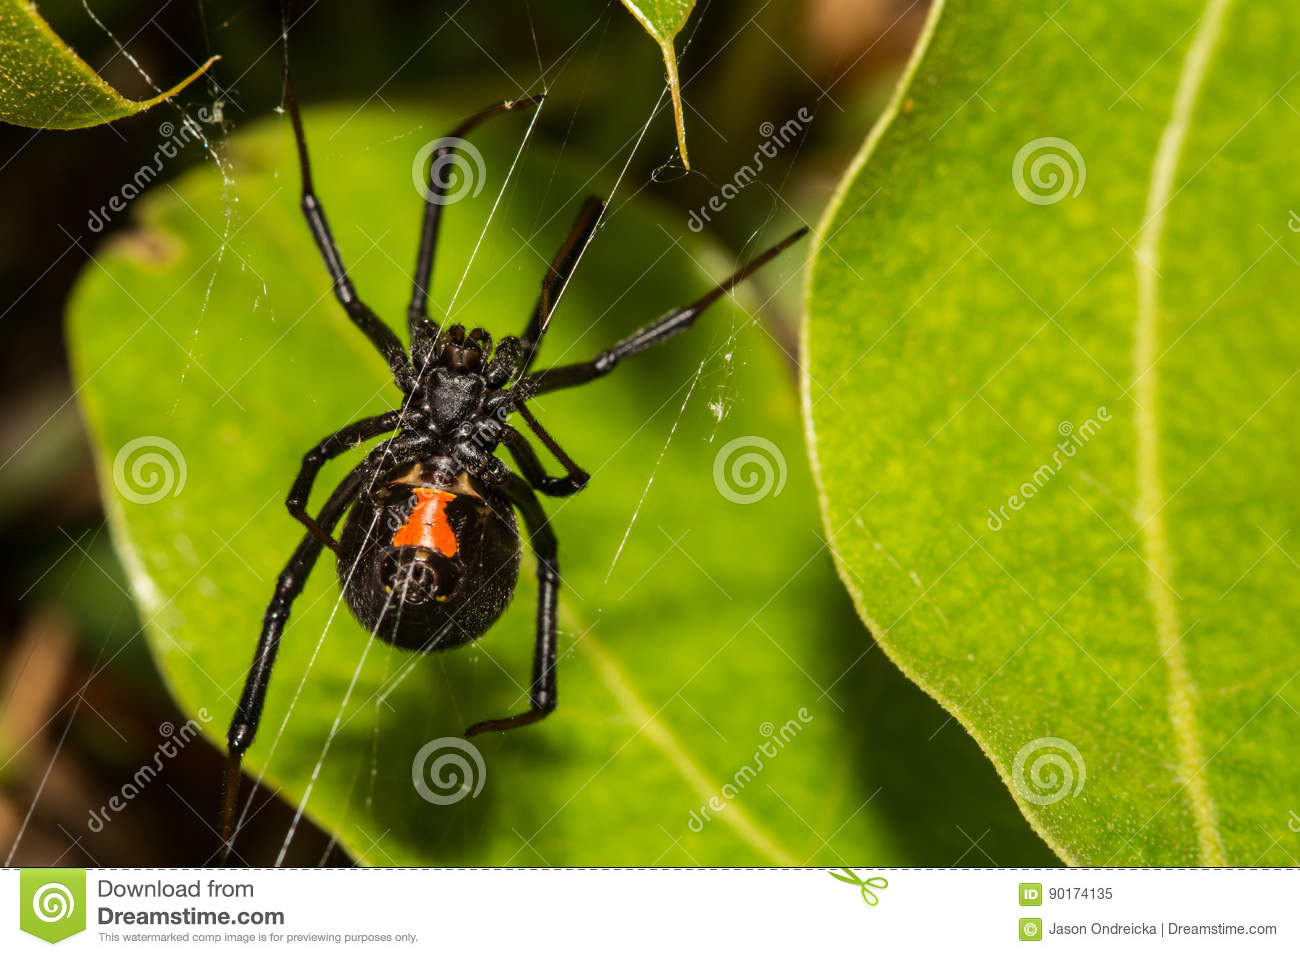 dreamstime.
dreamstime.
dreamstime.
dreamstime.
dreamstime.
Download from
Dreamstime.com
This watermarked comp image is for previewing purposes only.
ID 90174135
© Jason Ondreicka | Dreamstime.com